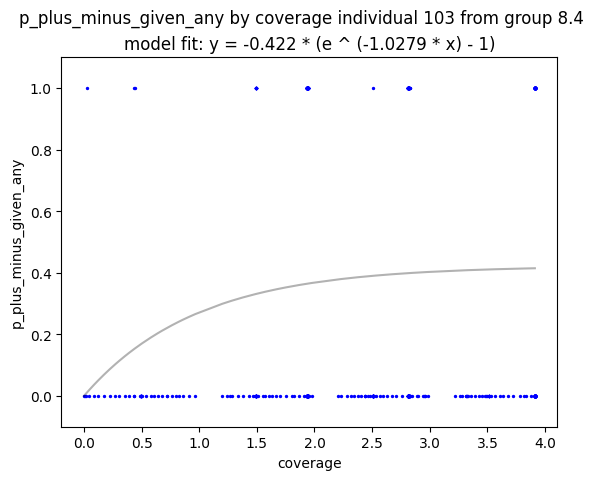 p_plus_minus_given_any by coverage individual 103 from group 8.4
model fit: y = -0.422 * (e ^ (-1.0279 * x) - 1)
1.0
0.8
0.6
0.4
0.2
0.0
p_plus_minus_given_any
0.0 0.5 1.0 1.5 2.0 2.5 3.0 3.5 4.0
coverage